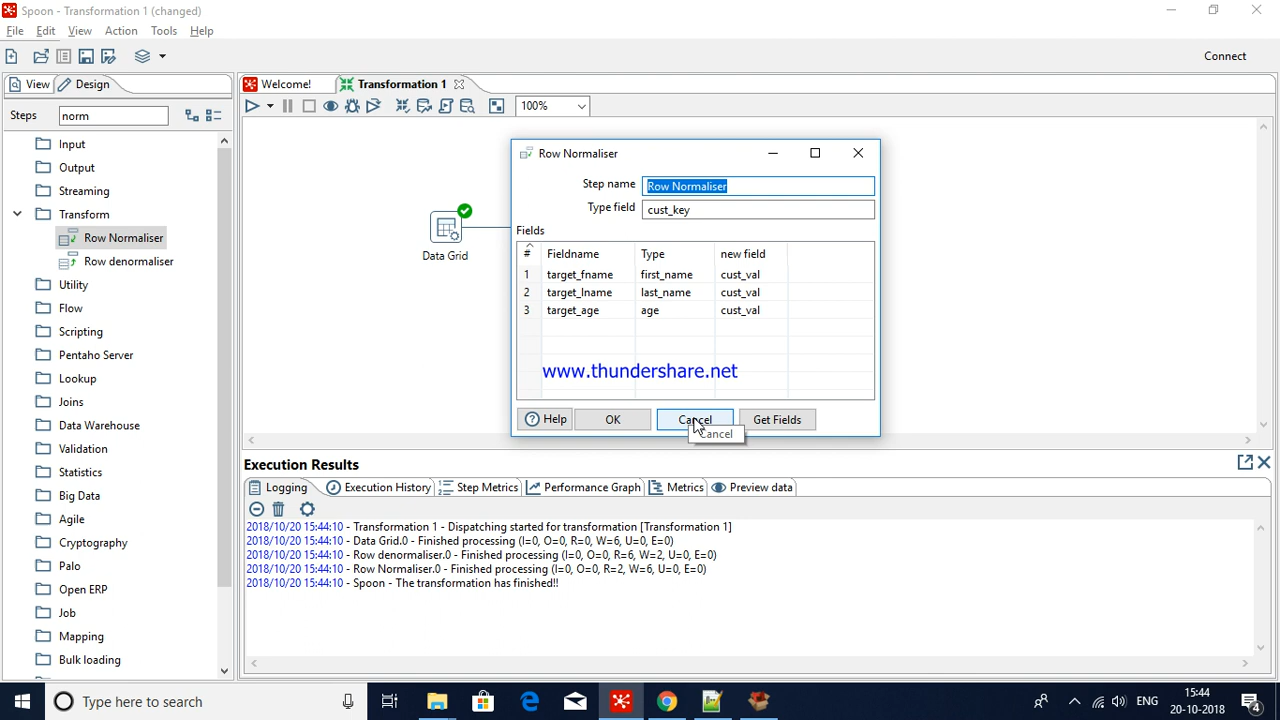 Spoon - Transformation 1 (changed)
File Edit View Action Tools Help
Connect
View Design
Welcome! Transformation 1
Steps norm
100%
Input
Output
Streaming
Transform
Row Normaliser
Row denormaliser
Utility
Flow
Scripting
Pentaho Server
Lookup
Joins
Data Warehouse
Validation
Statistics
Big Data
Agile
Cryptography
Palo
Open ERP
Job
Mapping
Bulk loading
Data Grid
Row Normaliser
Step name Row Normaliser
Type field cust_key
Fields
# Fieldname Type new field
1 target_fname first_name cust_val
2 target_lname last_name cust_val
3 target_age age cust_val
www.thundershare.net
Help OK Cancel Get Fields
Cancel
Execution Results
Logging Execution History Step Metrics Performance Graph Metrics Preview data
2018/10/20 15:44:10 - Transformation 1 - Dispatching started for transformation [Transformation 1]
2018/10/20 15:44:10 - Data Grid.0 - Finished processing (I=0, O=0, R=0, W=6, U=0, E=0)
2018/10/20 15:44:10 - Row denormaliser.0 - Finished processing (I=0, O=0, R=6, W=2, U=0, E=0)
2018/10/20 15:44:10 - Row Normaliser.0 - Finished processing (I=0, O=0, R=2, W=6, U=0, E=0)
2018/10/20 15:44:10 - Spoon - The transformation has finished!!
Type here to search
ENG
15:44
20-10-2018
4